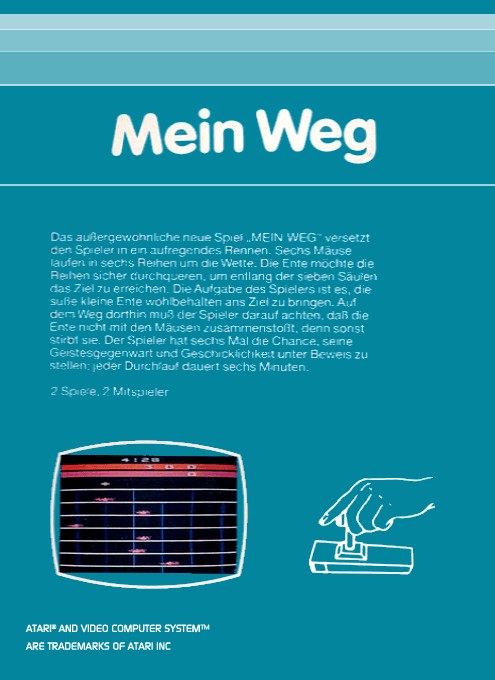 Mein Weg
Das außergewöhnliche neue Spiel „MEIN WEG" versetzt
den Spieler in ein aufregendes Rennen. Sechs Mäuse
laufen in sechs Reihen um die Wette. Die Ente möchte die
Reihen sicher durchqueren, um entlang der sieben Säulen
das Ziel zu erreichen. Die Aufgabe des Spielers ist es, die
süße kleine Ente wohlbehalten ans Ziel zu bringen. Auf
dem Weg dorthin muß der Spieler darauf achten, daß die
Ente nicht mit den Mäusen zusammenstößt, denn sonst
stirbt sie. Der Spieler hat sechs Mal die Chance, seine
Geistesgegenwart und Geschicklichkeit unter Beweis zu
stellen; jeder Durchlauf dauert sechs Minuten.
2 Spiele, 2 Mitspieler
4:28
3 0 0
0
ATARI® AND VIDEO COMPUTER SYSTEM™
ARE TRADEMARKS OF ATARI INC